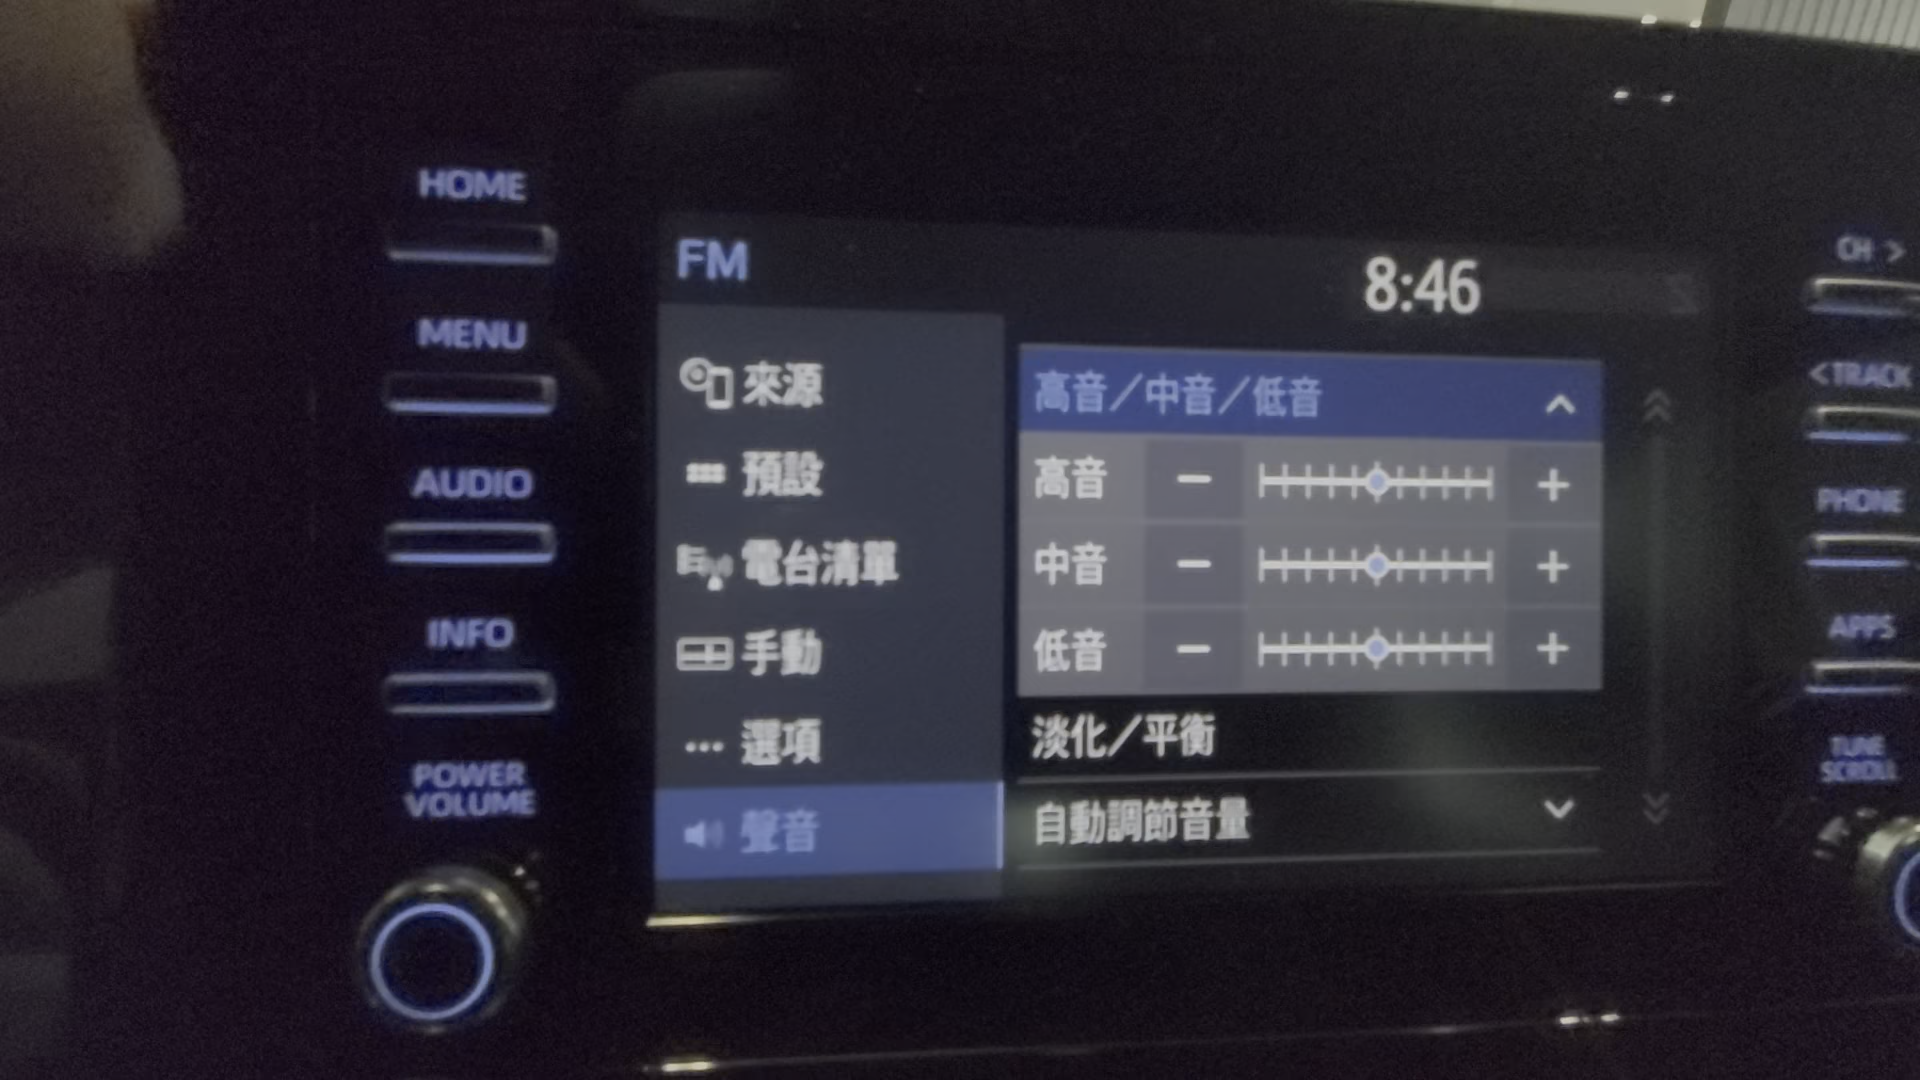 HOME
MENU
AUDIO
INFO
POWER
VOLUME
FM
8:46
來源
預設
電台清單
手動
選項
聲音
高音／中音／低音
高音 − +
中音 − +
低音 − +
淡化／平衡
自動調節音量
CH >
< TRACK
PHONE
APPS
TUNE
SCROLL